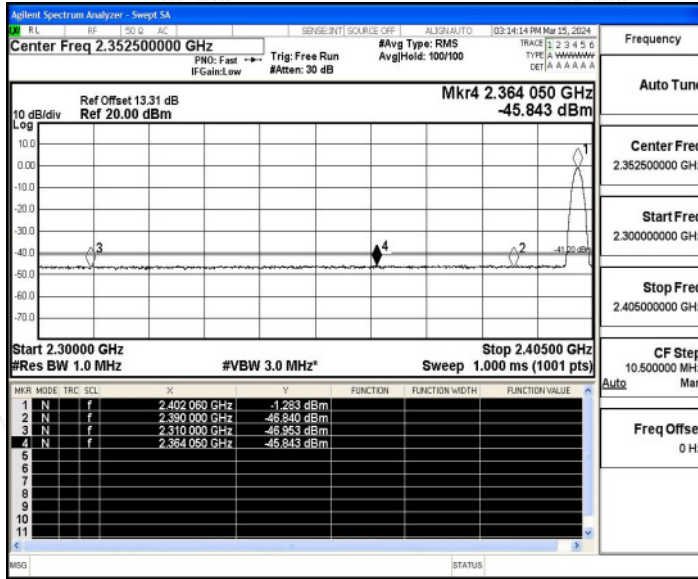 Agilent Spectrum Analyzer - Swept SA
RL RF 50 Ω AC SENSE:INT SOURCE OFF ALIGNAUTO 03:14:14 PM Mar 15, 2024
Center Freq 2.352500000 GHz
PNO: Fast
IFGain:Low
Trig: Free Run
#Atten: 30 dB
#Avg Type: RMS
Avg|Hold: 100/100
TRACE 1 2 3 4 5 6
TYPE A WWWWW
DET A A A A A A
Ref Offset 13.31 dB
Ref 20.00 dBm
10 dB/div
Log
Mkr4 2.364 050 GHz
-45.843 dBm
10.0
0.00
-10.0
-20.0
-30.0
-40.0
-50.0
-60.0
-70.0
1
2
3
4
-41.20 dBm
Start 2.30000 GHz
Stop 2.40500 GHz
#Res BW 1.0 MHz
#VBW 3.0 MHz*
Sweep 1.000 ms (1001 pts)
MKR MODE TRC SCL X Y FUNCTION FUNCTION WIDTH FUNCTION VALUE
1 N f 2.402 060 GHz -1.283 dBm
2 N f 2.390 000 GHz -46.840 dBm
3 N f 2.310 000 GHz -46.953 dBm
4 N f 2.364 050 GHz -45.843 dBm
5
6
7
8
9
10
11
MSG
STATUS
Frequency
Auto Tune
Center Freq
2.352500000 GHz
Start Freq
2.300000000 GHz
Stop Freq
2.405000000 GHz
CF Step
10.500000 MHz
Auto Man
Freq Offset
0 Hz